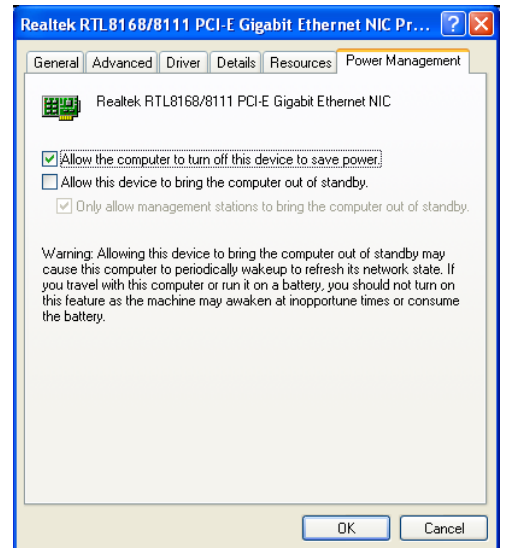 Realtek RTL8168/8111 PCI-E Gigabit Ethernet NIC Pr...
General Advanced Driver Details Resources Power Management
Realtek RTL8168/8111 PCI-E Gigabit Ethernet NIC
Allow the computer to turn off this device to save power.
Allow this device to bring the computer out of standby.
Only allow management stations to bring the computer out of standby.
Warning: Allowing this device to bring the computer out of standby may
cause this computer to periodically wakeup to refresh its network state. If
you travel with this computer or run it on a battery, you should not turn on
this feature as the machine may awaken at inopportune times or consume
the battery.
OK Cancel